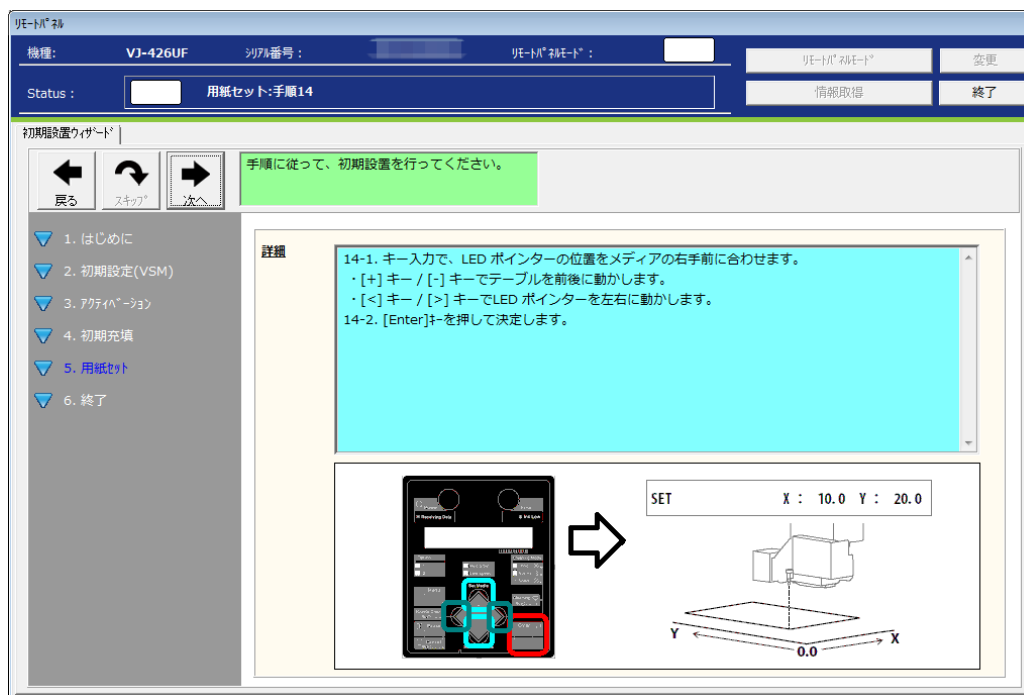 リモートパネル
機種: VJ-426UF シリアル番号: リモートパネルモード:
リモートパネルモード 変更
Status: 用紙セット:手順14
情報取得 終了
初期設置ウィザード
戻る スキップ 次へ
手順に従って、初期設置を行ってください。
1. はじめに
2. 初期設定(VSM)
3. アクティベーション
4. 初期充填
5. 用紙セット
6. 終了
詳細
14-1. キー入力で、LED ポインターの位置をメディアの右手前に合わせます。
・[+] キー / [-] キーでテーブルを前後に動かします。
・[<] キー / [>] キーでLED ポインターを左右に動かします。
14-2. [Enter]キーを押して決定します。
SET X: 10.0 Y: 20.0
Y 0.0 X